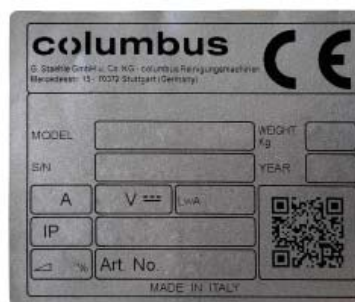 columbus
G. Staehle GmbH u. Co. KG - columbus Reinigungsmaschinen
Mercedesstr. 15 - 70372 Stuttgart (Germany)
CE
MODEL
WEIGHT
Kg
S/N
YEAR
A
V
LwA
IP
%
Art. No.
MADE IN ITALY